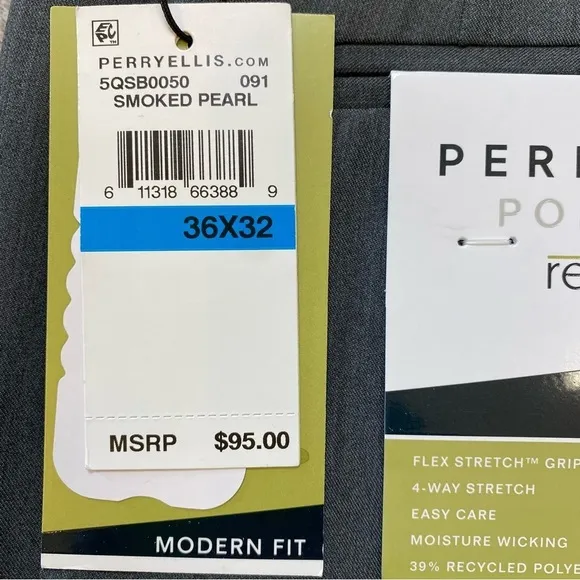 PERRYELLIS.COM
5QSB0050 091
SMOKED PEARL
6 11318 66388 9
36X32
MSRP $95.00
MODERN FIT
PER
PO
re
FLEX STRETCH™ GRIP
4-WAY STRETCH
EASY CARE
MOISTURE WICKING
39% RECYCLED POLYE